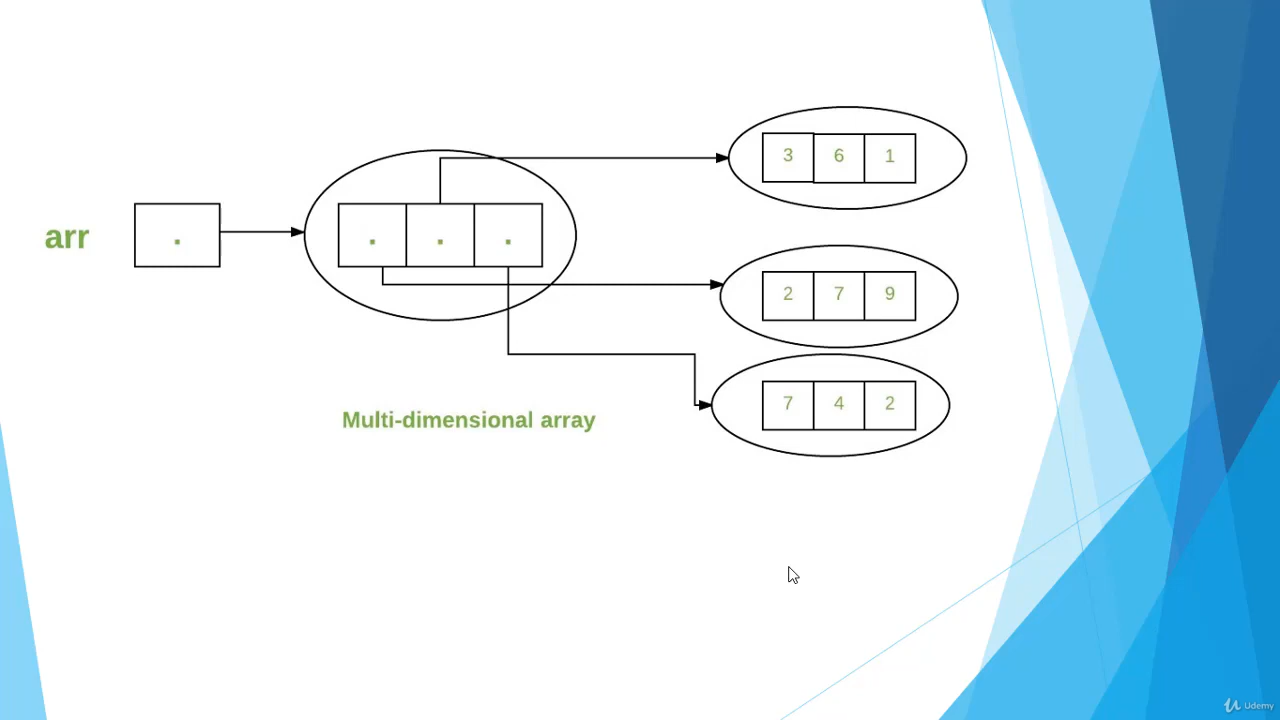 arr
. . . .
3 6 1
2 7 9
7 4 2
Multi-dimensional array
Udemy